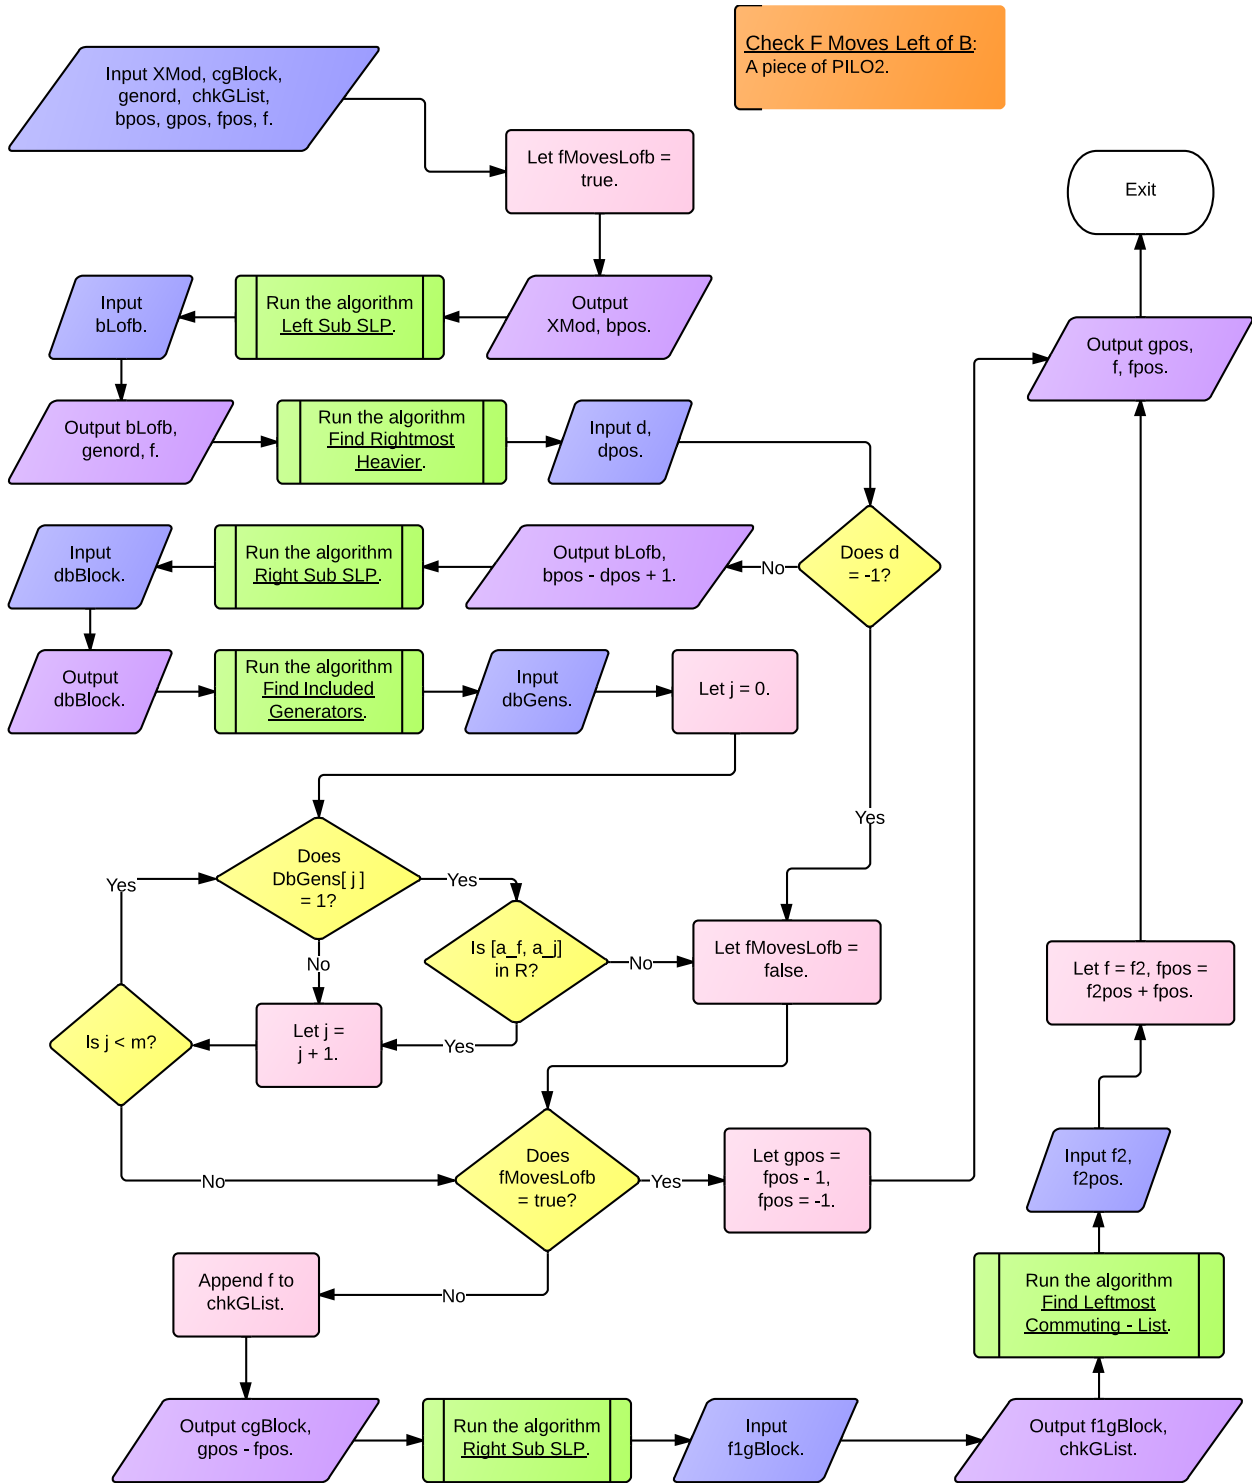 Check F Moves Left of B:
A piece of PILO2.
Input XMod, cgBlock,
genord,  chkGList,
bpos, gpos, fpos, f.
Let fMovesLofb =
true.
Exit
Output
XMod, bpos.
Run the algorithm
Left Sub SLP.
Input
bLofb.
Output gpos,
f, fpos.
Output bLofb,
genord, f.
Run the algorithm
Find Rightmost
Heavier.
Input d,
dpos.
Does d
= -1?
No
Output bLofb,
bpos - dpos + 1.
Run the algorithm
Right Sub SLP.
Input
dbBlock.
Output
dbBlock.
Run the algorithm
Find Included
Generators.
Input
dbGens.
Let j = 0.
Yes
Does
DbGens[ j ]
= 1?
Yes
Yes
No
Is [a_f, a_j]
in R?
No
Let fMovesLofb =
false.
Let f = f2, fpos =
f2pos + fpos.
Is j < m?
Let j =
j + 1.
Yes
No
Does
fMovesLofb
= true?
Yes
Let gpos =
fpos - 1,
fpos = -1.
Input f2,
f2pos.
No
Append f to
chkGList.
Run the algorithm
Find Leftmost
Commuting - List.
Output cgBlock,
gpos - fpos.
Run the algorithm
Right Sub SLP.
Input
f1gBlock.
Output f1gBlock,
chkGList.